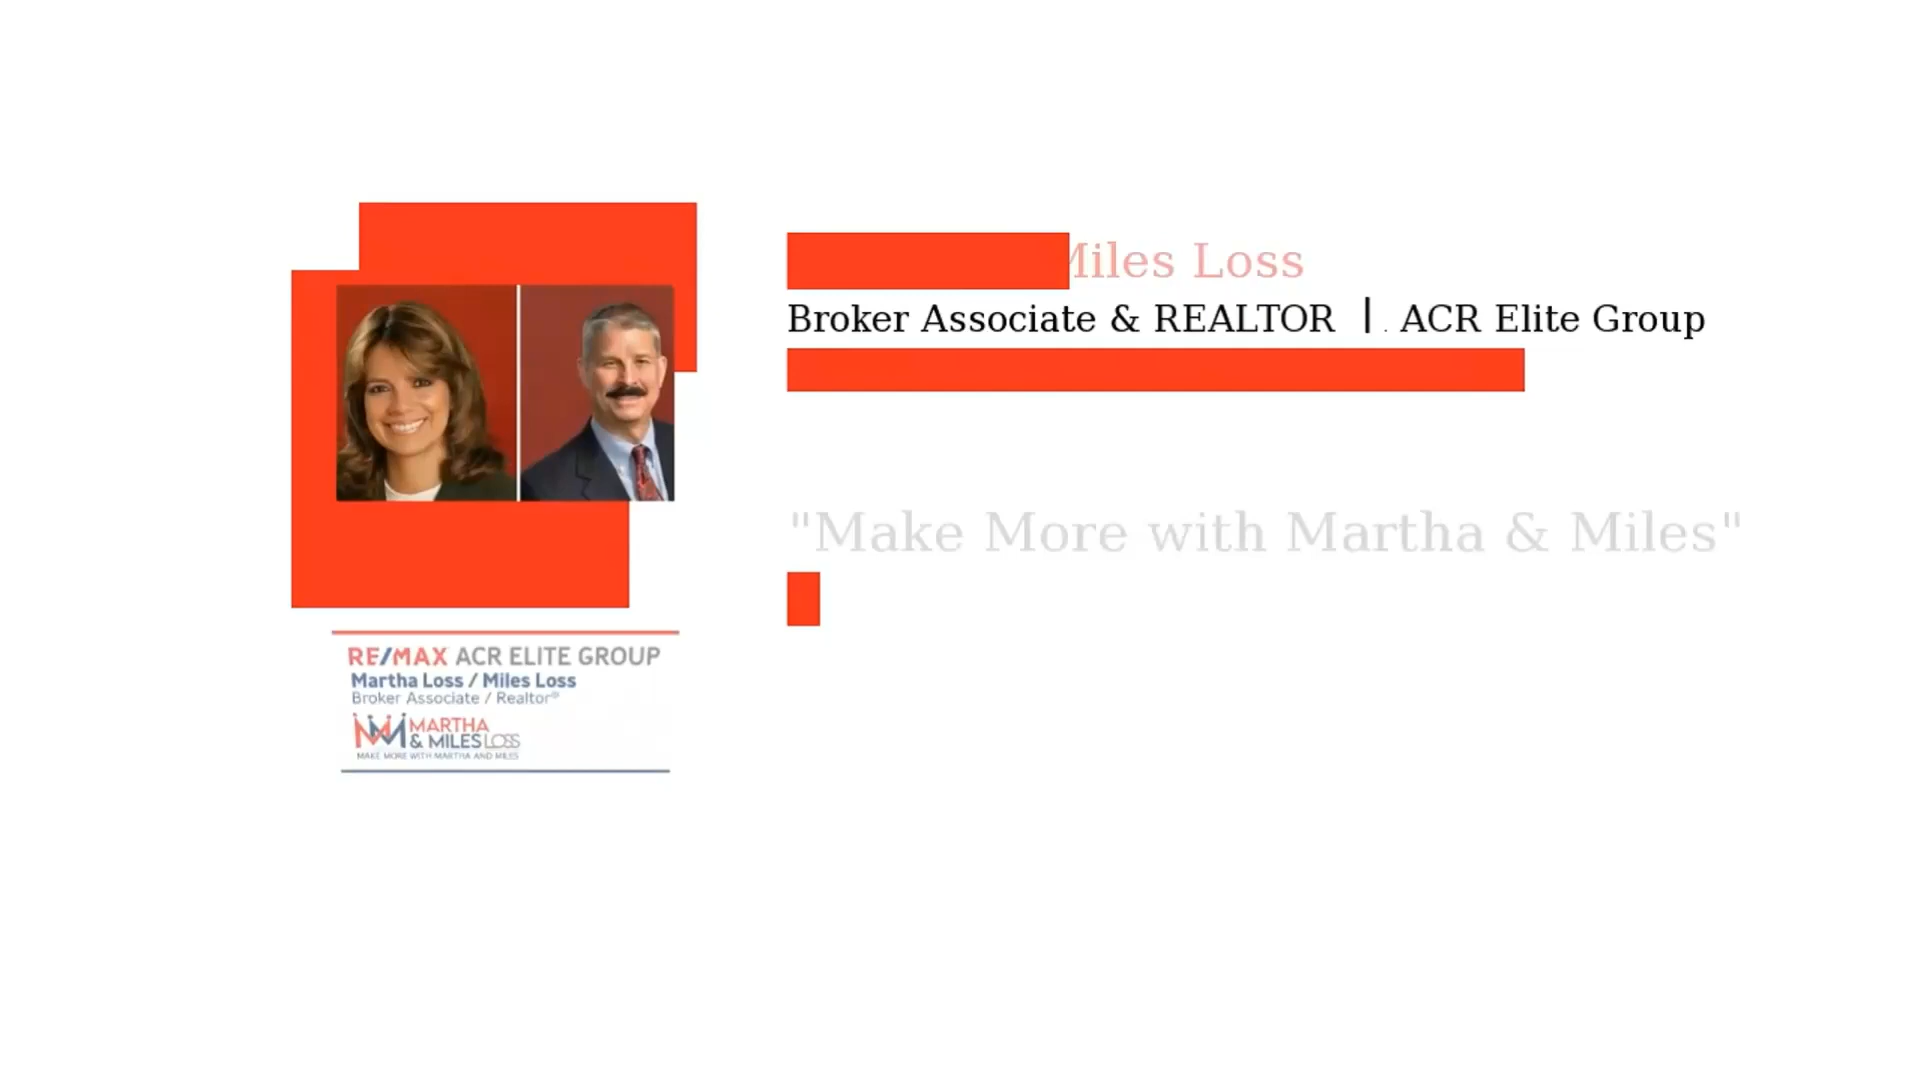 Miles Loss
Broker Associate & REALTOR | . ACR Elite Group
"Make More with Martha & Miles"
RE/MAX ACR ELITE GROUP
Martha Loss / Miles Loss
Broker Associate / Realtor®
MARTHA
& MILES LOSS
MAKE MORE WITH MARTHA AND MILES